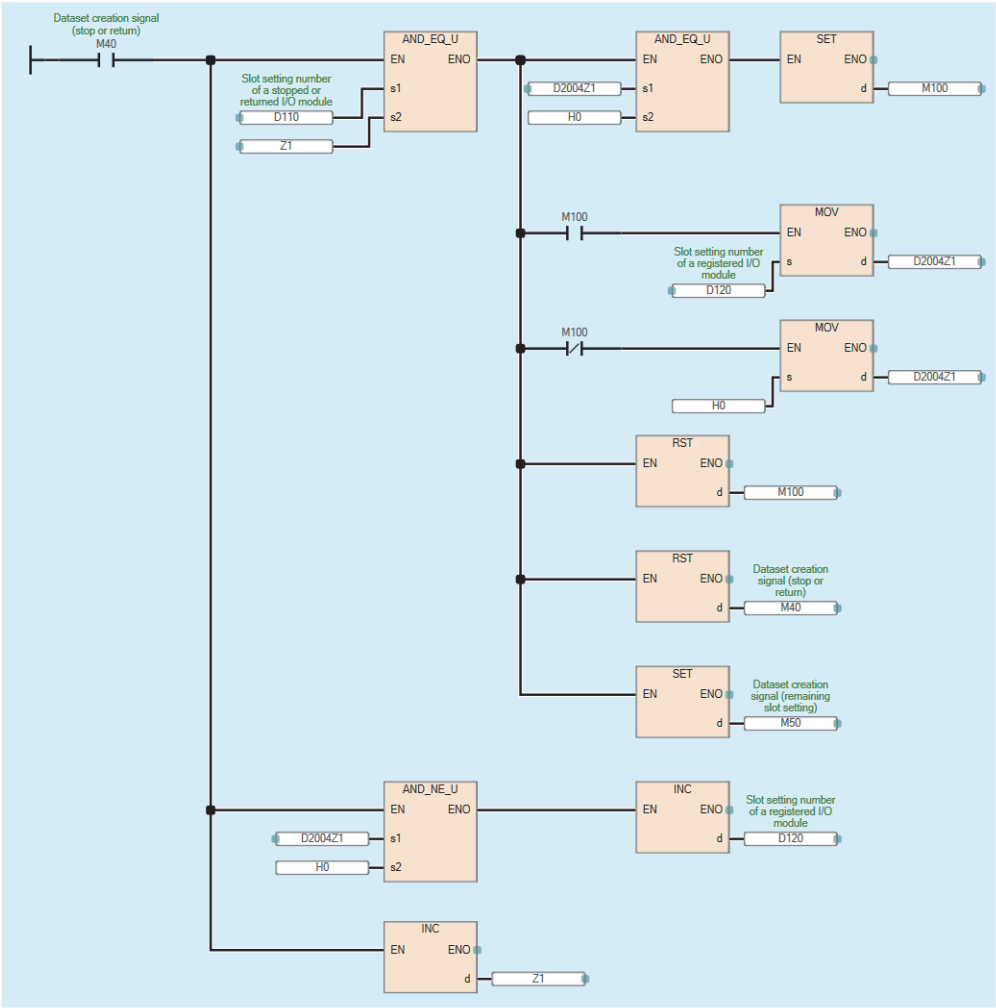 Dataset creation signal
(stop or return)
M40
AND_EQ_U
EN ENO
s1
s2
Slot setting number
of a stopped or
returned I/O module
D110
Z1
AND_EQ_U
EN ENO
D2004Z1 s1
H0 s2
SET
EN ENO
d M100
M100
MOV
EN ENO
s d D2004Z1
Slot setting number
of a registered I/O
module
D120
M100
MOV
EN ENO
s d D2004Z1
H0
RST
EN ENO
d M100
RST
EN ENO
d
Dataset creation
signal (stop or
return)
M40
SET
EN ENO
d
Dataset creation
signal (remaining
slot setting)
M50
AND_NE_U
EN ENO
D2004Z1 s1
H0 s2
INC
EN ENO
d
Slot setting number
of a registered I/O
module
D120
INC
EN ENO
d Z1